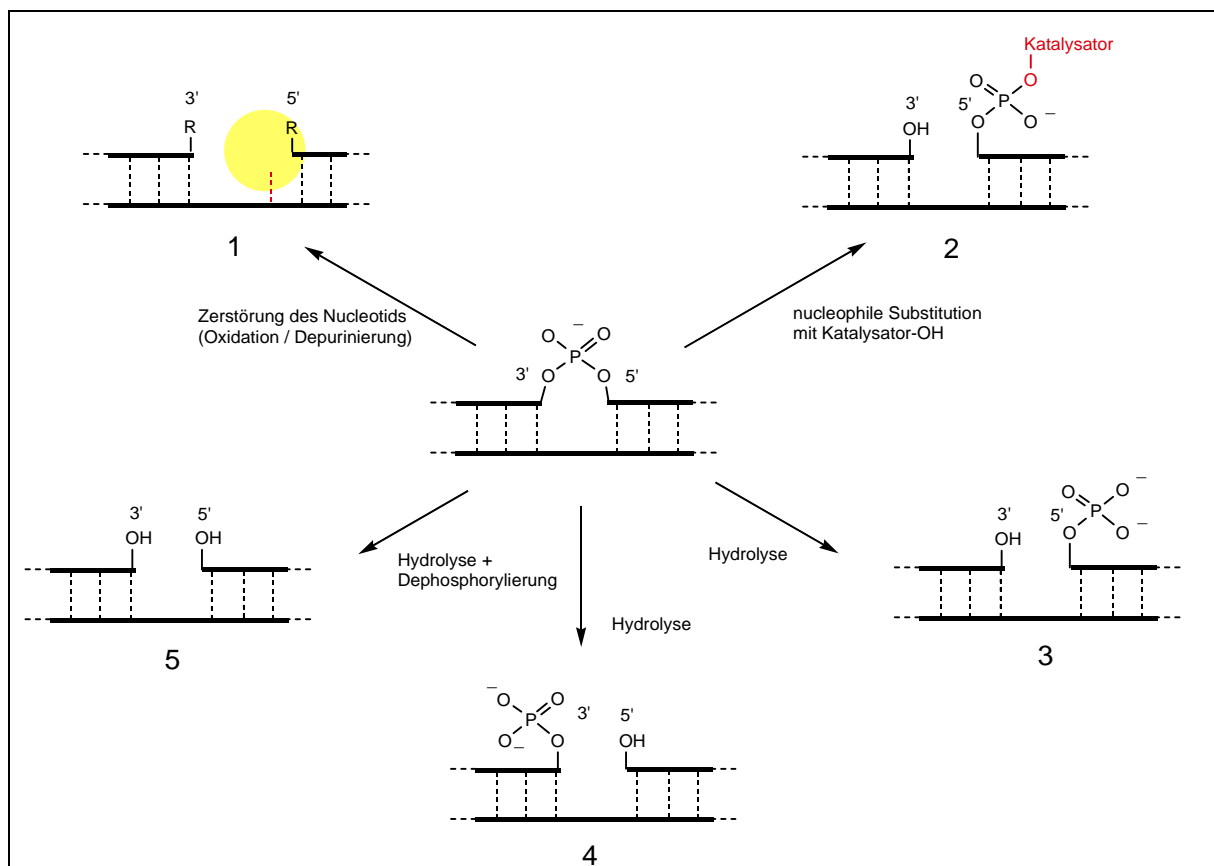 Katalysator
O
O
P
O
O
–
3'
5'
R
R
3'
OH
5'
1
2
Zerstörung des Nucleotids
(Oxidation / Depurinierung)
nucleophile Substitution
mit Katalysator-OH
–
O
O
P
3'
O
O
5'
3'
OH
5'
OH
Hydrolyse +
Dephosphorylierung
Hydrolyse
Hydrolyse
3'
OH
5'
O
O
–
P
O
O
–
5
3
–
O
O
P
O
–
O
3'
5'
OH
4